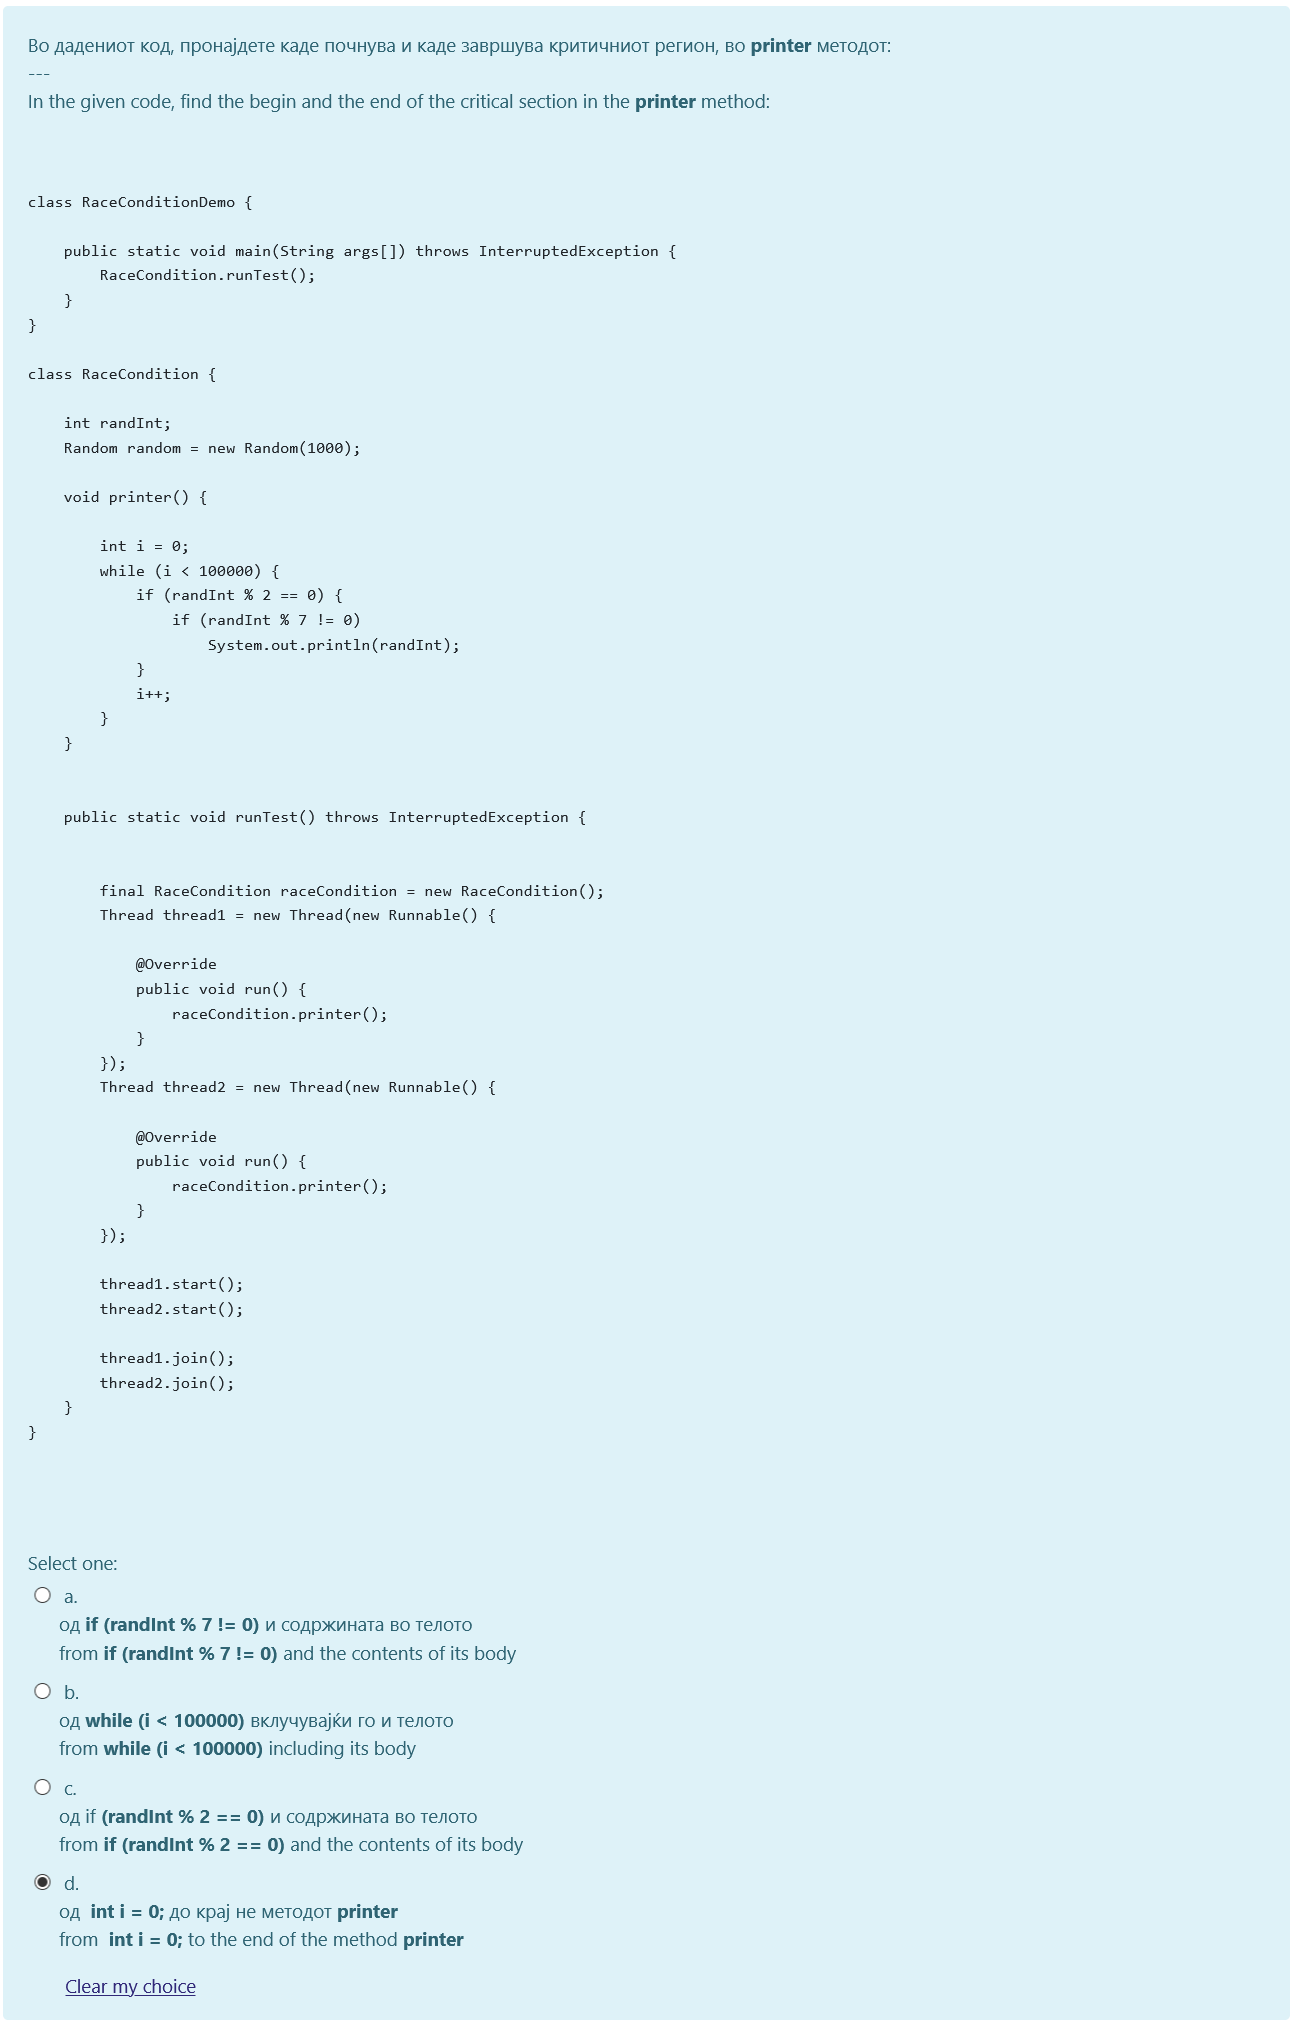 Во дадениот код, пронајдете каде почнува и каде завршува критичниот регион, во printer методот:
---
In the given code, find the begin and the end of the critical section in the printer method:
class RaceConditionDemo {
    public static void main(String args[]) throws InterruptedException {
        RaceCondition.runTest();
    }
}
class RaceCondition {
    int randInt;
    Random random = new Random(1000);
    void printer() {
        int i = 0;
        while (i < 100000) {
            if (randInt % 2 == 0) {
                if (randInt % 7 != 0)
                    System.out.println(randInt);
            }
            i++;
        }
    }
    public static void runTest() throws InterruptedException {
        final RaceCondition raceCondition = new RaceCondition();
        Thread thread1 = new Thread(new Runnable() {
            @Override
            public void run() {
                raceCondition.printer();
            }
        });
        Thread thread2 = new Thread(new Runnable() {
            @Override
            public void run() {
                raceCondition.printer();
            }
        });
        thread1.start();
        thread2.start();
        thread1.join();
        thread2.join();
    }
}
Select one:
a.
од if (randInt % 7 != 0) и содржината во телото
from if (randInt % 7 != 0) and the contents of its body
b.
од while (i < 100000) вклучувајќи го и телото
from while (i < 100000) including its body
c.
од if (randInt % 2 == 0) и содржината во телото
from if (randInt % 2 == 0) and the contents of its body
d.
од int i = 0; до крај не методот printer
from int i = 0; to the end of the method printer
Clear my choice